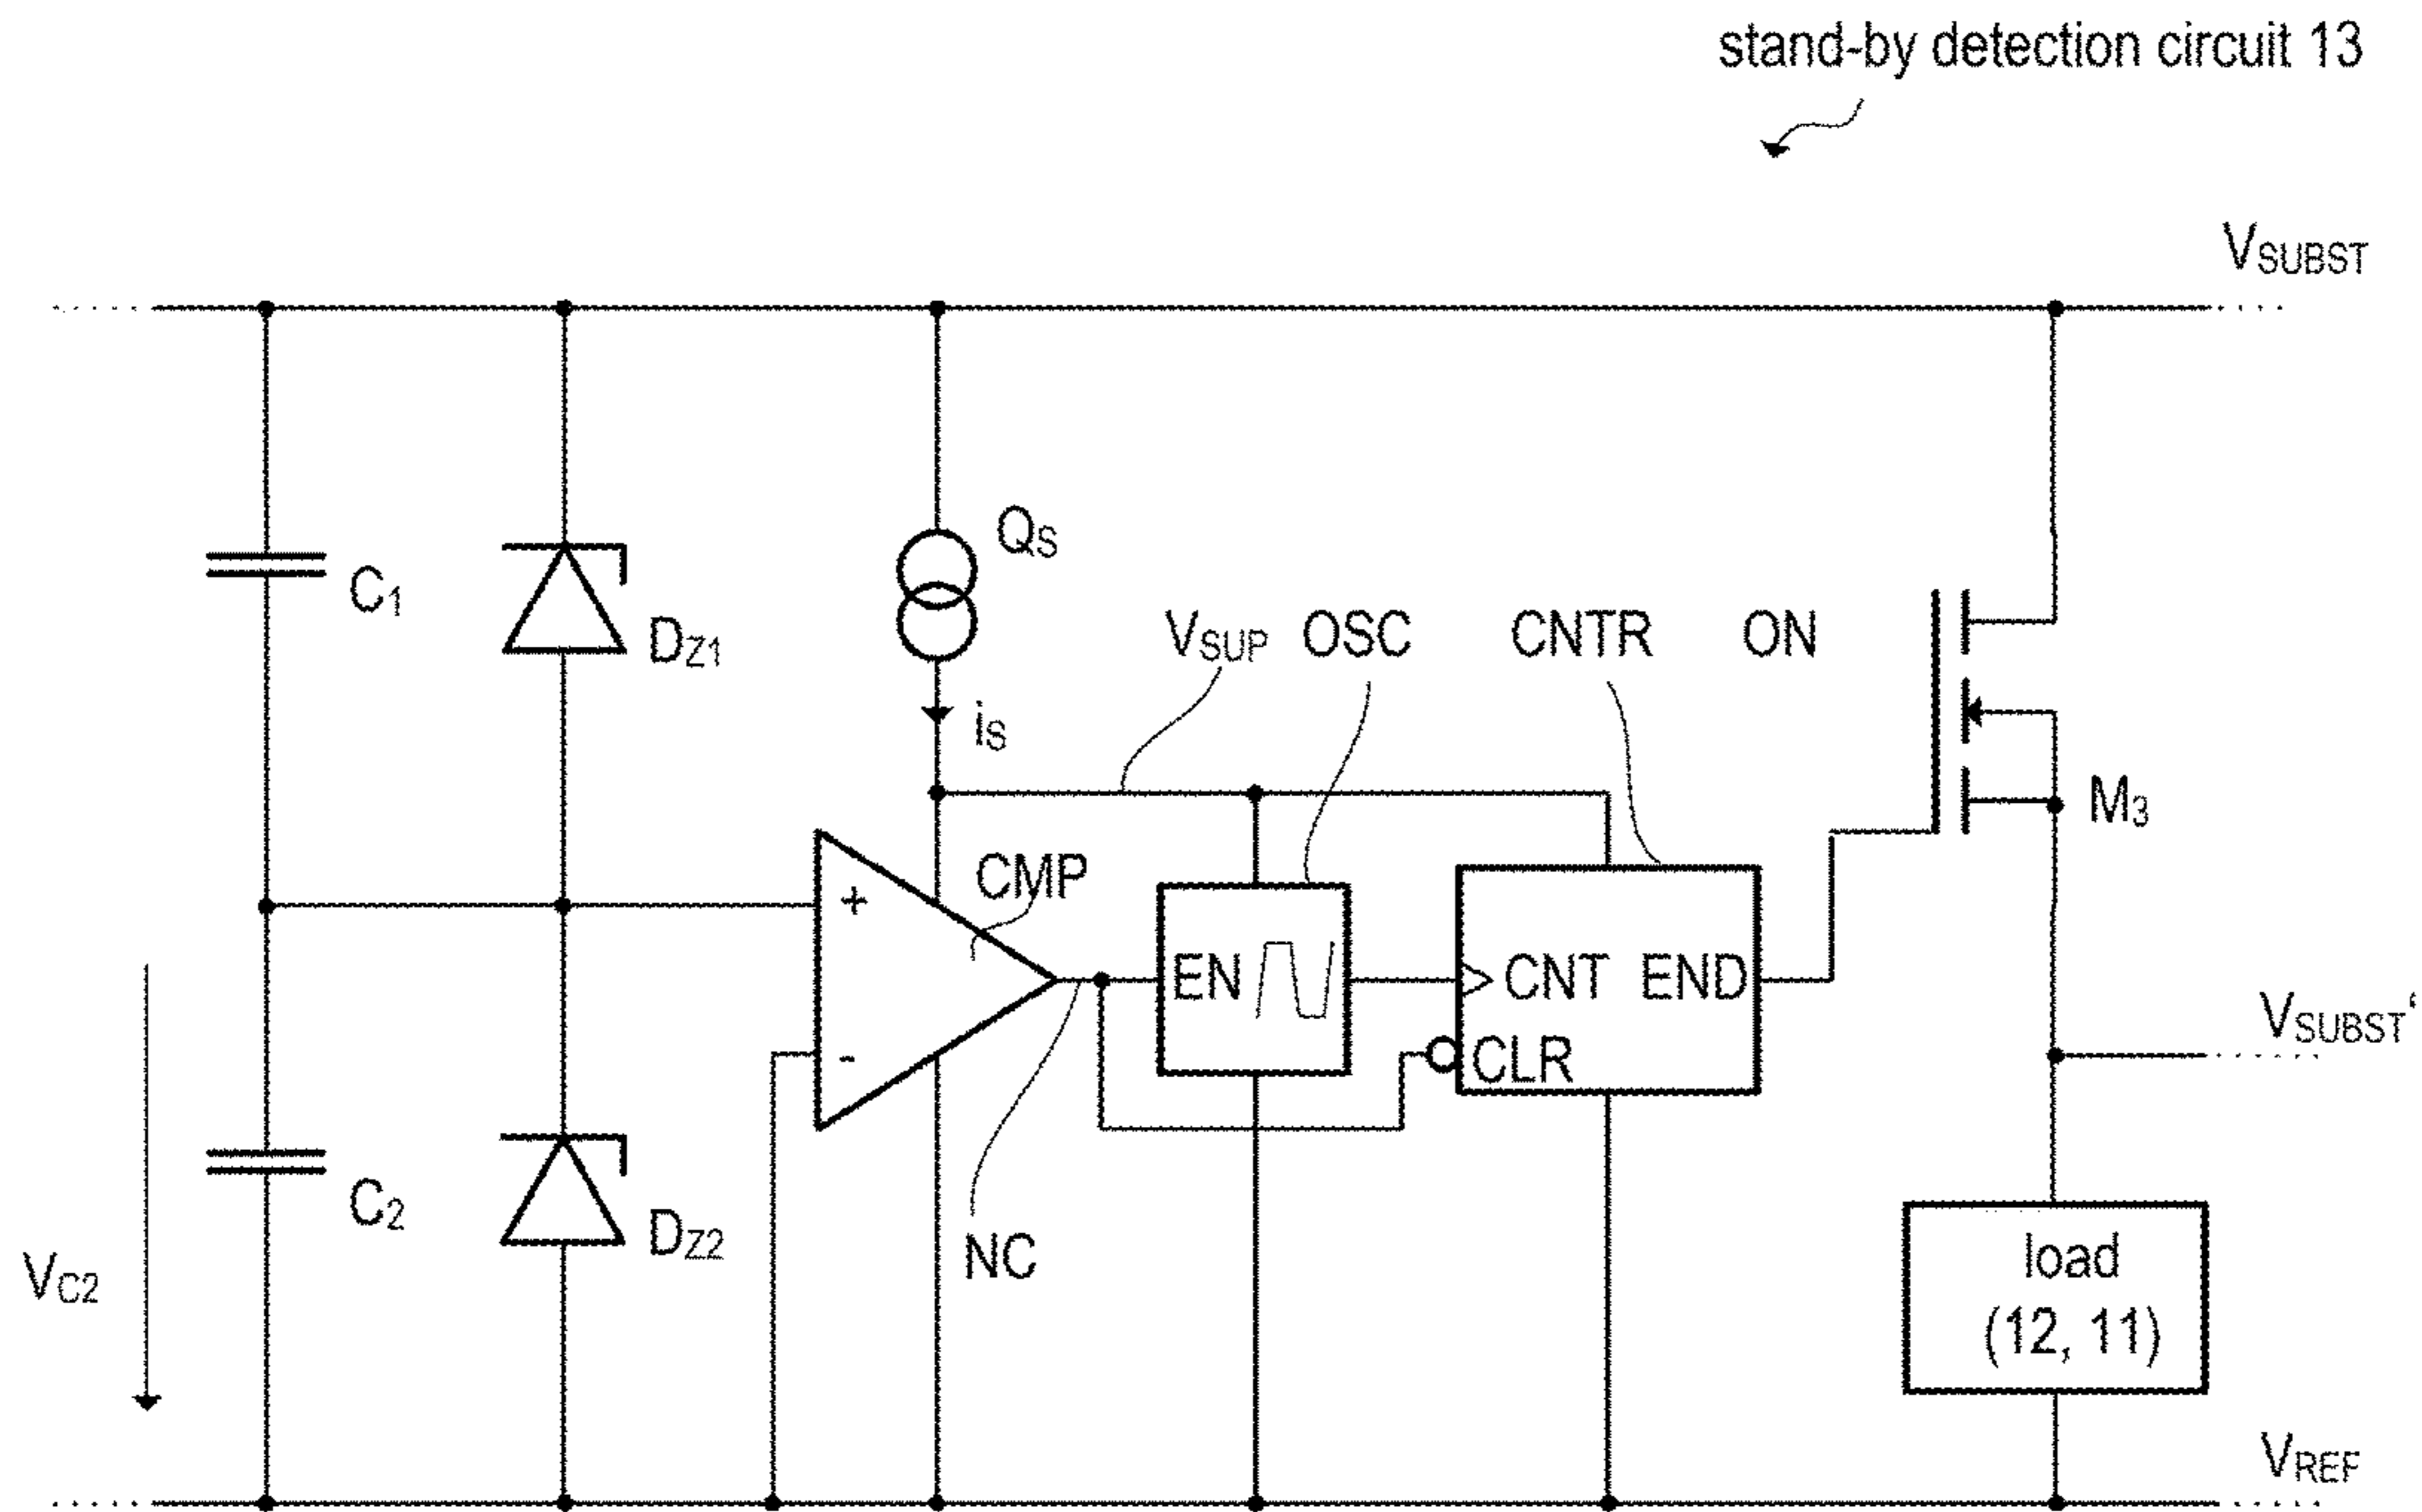 stand-by detection circuit 13
VSUBST
QS
C1
DZ1
VSUP OSC CNTR ON
iS
M3
CMP
+
EN CNT END
-
CLR
VSUBST‘
C2
DZ2
NC
VC2
load
(12, 11)
VREF